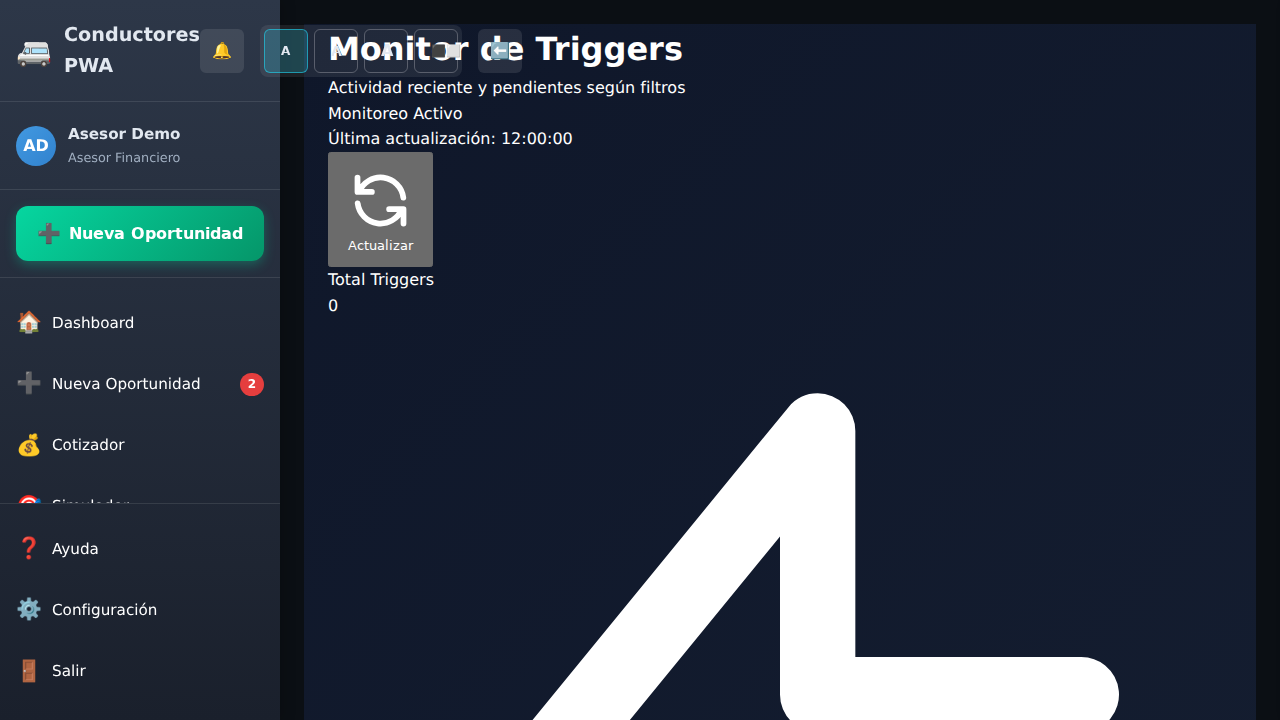 Conductores
PWA
A
Monitor de Triggers
Asesor Demo
Asesor Financiero
AD
Nueva Oportunidad
Dashboard
Nueva Oportunidad
2
Cotizador
Simulador
Ayuda
Configuración
Salir
Actividad reciente y pendientes según filtros
Monitoreo Activo
Última actualización: 12:00:00
Actualizar
Total Triggers
0